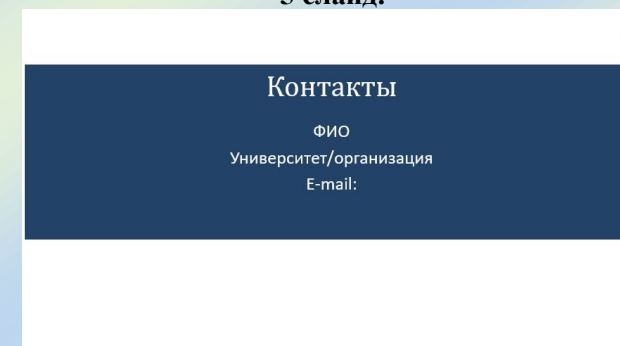 слайд.
Контакты
ФИО
Университет/организация
E-mail: